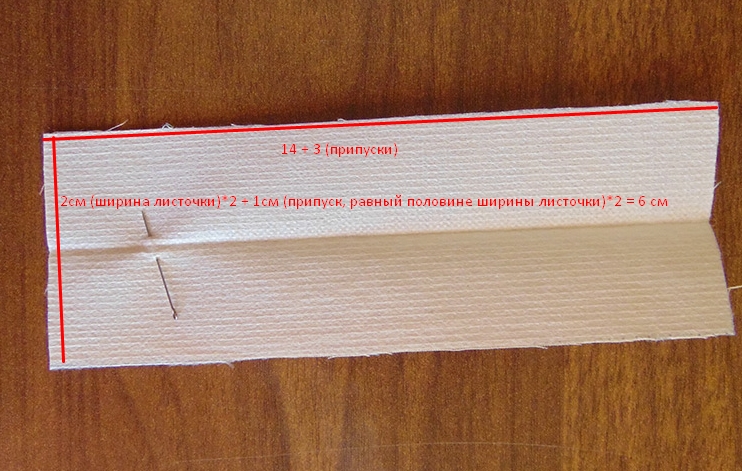 14 + 3 (припуски)
2см (ширина листочки)*2 + 1см (припуск, равный половине ширины листочки)*2 = 6 см